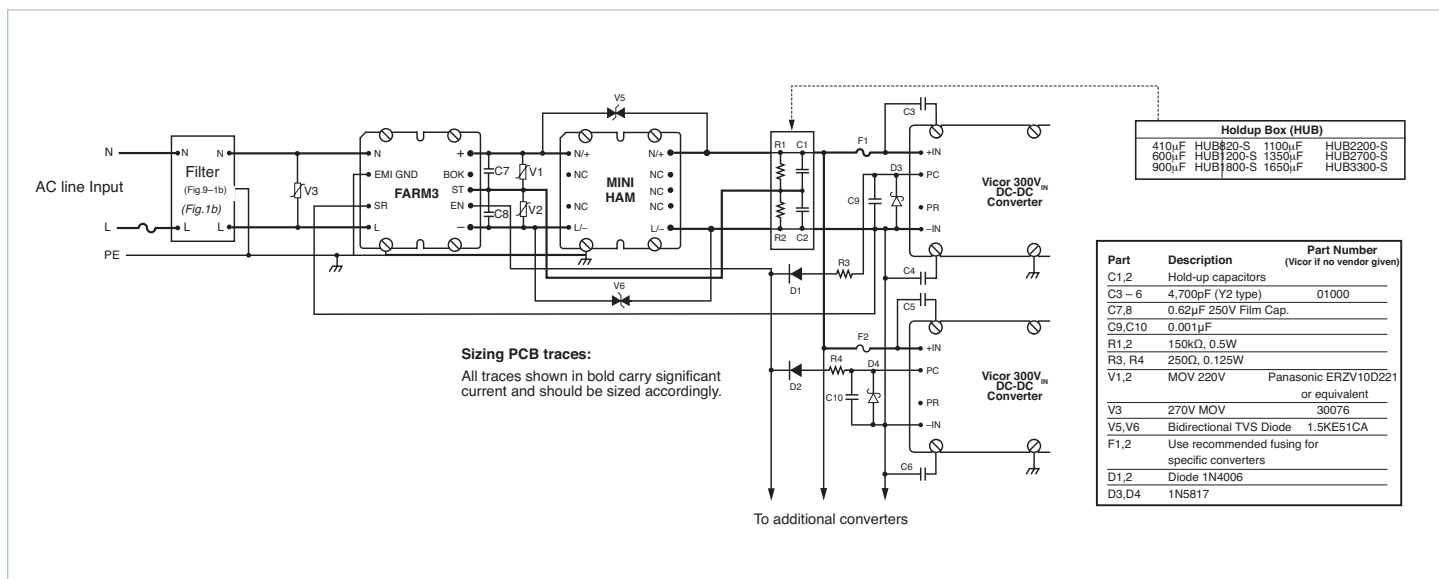 V5
C3
N
N
N
AC line Input
Filter
(Fig.9–1b)
(Fig.1b)
L
L
L
PE
V3
N
EMI GND
SR
L
FARM3
+
BOK
ST
EN
–
C7
V1
C8
V2
N/+
NC
NC
L/–
MINI
HAM
N/+
NC
NC
NC
L/–
V6
R1
C1
R2
C2
F1
D3
C9
R3
D1
C4
+IN
PC
PR
–IN
Vicor 300VIN
DC-DC
Converter
C5
F2
R4
D4
D2
C10
C6
+IN
PC
PR
–IN
Vicor 300VIN
DC-DC
Converter
To additional converters
Sizing PCB traces:
All traces shown in bold carry significant
current and should be sized accordingly.
Holdup Box (HUB)
410μF HUB820-S 1100μF HUB2200-S
600μF HUB1200-S 1350μF HUB2700-S
900μF HUB1800-S 1650μF HUB3300-S
Part Description Part Number
(Vicor if no vendor given)
C1,2 Hold-up capacitors
C3 – 6 4,700pF (Y2 type) 01000
C7,8 0.62μF 250V Film Cap.
C9,C10 0.001μF
R1,2 150kΩ, 0.5W
R3, R4 250Ω, 0.125W
V1,2 MOV 220V Panasonic ERZV10D221
or equivalent
V3 270V MOV 30076
V5,V6 Bidirectional TVS Diode 1.5KE51CA
F1,2 Use recommended fusing for
specific converters
D1,2 Diode 1N4006
D3,D4 1N5817